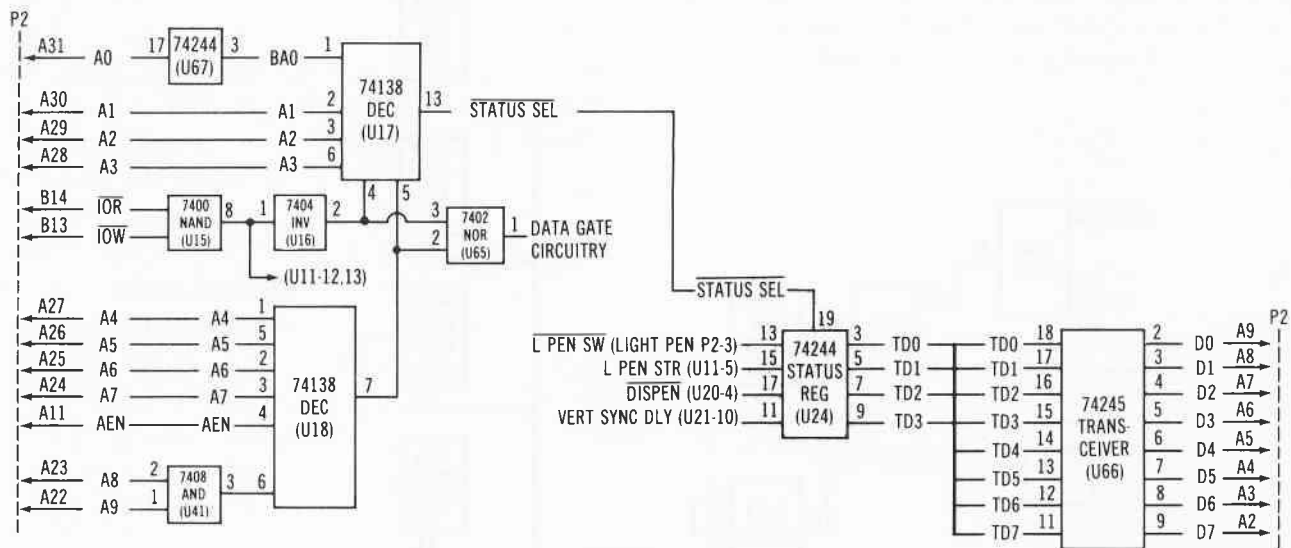 P2
A31 A0 17 74244 (U67) 3 BA0 1
74138 DEC (U17)
A30 A1 A1 2
13 STATUS SEL
A29 A2 A2 3
A28 A3 A3 6
4 5
B14 IOR 7400 NAND (U15) 8 1 7404 INV (U16) 2 3 7402 NOR (U65) 1 DATA GATE CIRCUITRY
B13 IOW 2
(U11-12,13)
STATUS SEL
A27 A4 A4 1
A26 A5 A5 5
A25 A6 A6 2
A24 A7 A7 3
A11 AEN AEN 4
74138 DEC (U18) 7
A23 A8 2 7408 AND (U41) 3 6
A22 A9 1
19
74244 STATUS REG (U24)
L PEN SW (LIGHT PEN P2-3) 13 3 TD0
L PEN STR (U11-5) 15 5 TD1
DISPEN (U20-4) 17 7 TD2
VERT SYNC DLY (U21-10) 11 9 TD3
P2
74245 TRANS- CEIVER (U66)
TD0 18 2 D0 A9
TD1 17 3 D1 A8
TD2 16 4 D2 A7
TD3 15 5 D3 A6
TD4 14 6 D4 A5
TD5 13 7 D5 A4
TD6 12 8 D6 A3
TD7 11 9 D7 A2